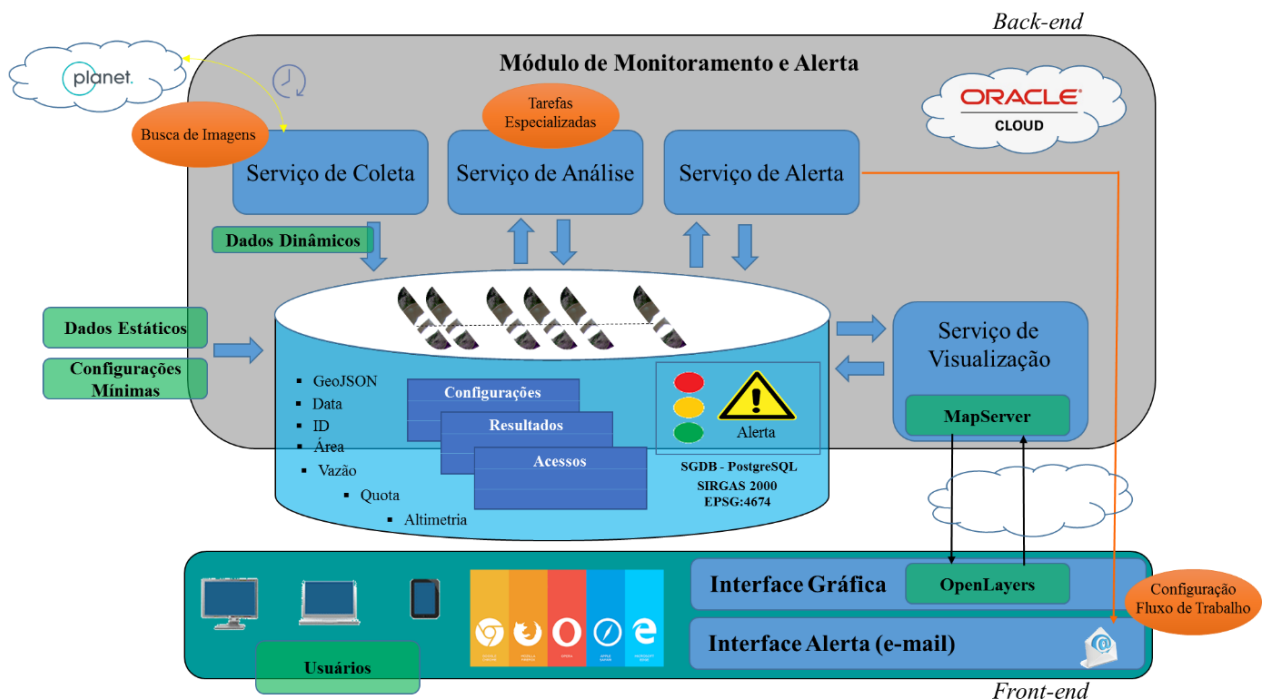 Back-end
planet.
Módulo de Monitoramento e Alerta
ORACLE®
CLOUD
Busca de Imagens
Tarefas
Especializadas
Serviço de Coleta
Serviço de Análise
Serviço de Alerta
Dados Dinâmicos
Dados Estáticos
Configurações
Mínimas
Serviço de
Visualização
MapServer
▪ GeoJSON
▪ Data
▪ ID
▪ Área
▪ Vazão
▪ Quota
▪ Altimetria
Configurações
Resultados
Acessos
Alerta
SGDB - PostgreSQL
SIRGAS 2000
EPSG:4674
Interface Gráfica
OpenLayers
Configuração
Fluxo de Trabalho
Interface Alerta (e-mail)
Usuários
Front-end